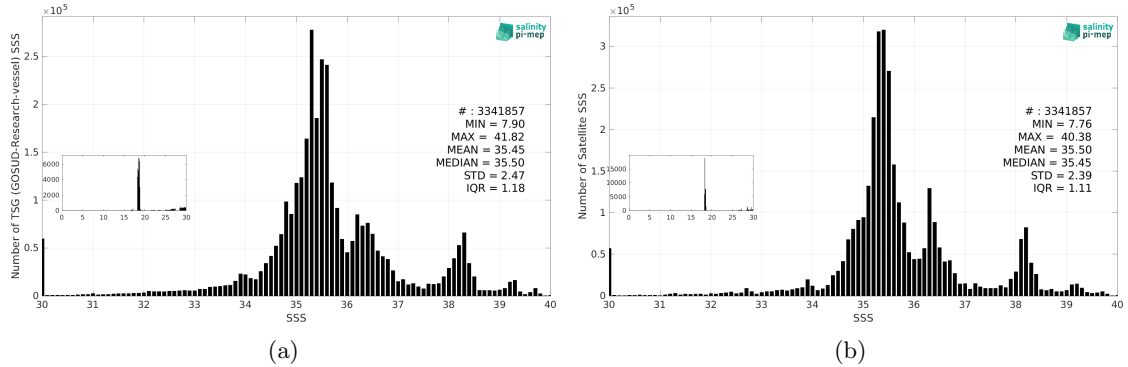 ×10⁵
Number of TSG (GOSUD-Research-vessel) SSS
2.5
2
1.5
1
0.5
0
30 31 32 33 34 35 36 37 38 39 40
SSS
salinity
pi-mep
# : 3341857
MIN = 7.90
MAX = 41.82
MEAN = 35.45
MEDIAN = 35.50
STD = 2.47
IQR = 1.18
6000
4000
2000
0
0 5 10 15 20 25 30
(a)
×10⁵
Number of Satellite SSS
3
2.5
2
1.5
1
0.5
0
30 31 32 33 34 35 36 37 38 39 40
SSS
salinity
pi-mep
# : 3341857
MIN = 7.76
MAX = 40.38
MEAN = 35.50
MEDIAN = 35.45
STD = 2.39
IQR = 1.11
15000
10000
5000
0
0 5 10 15 20 25 30
(b)